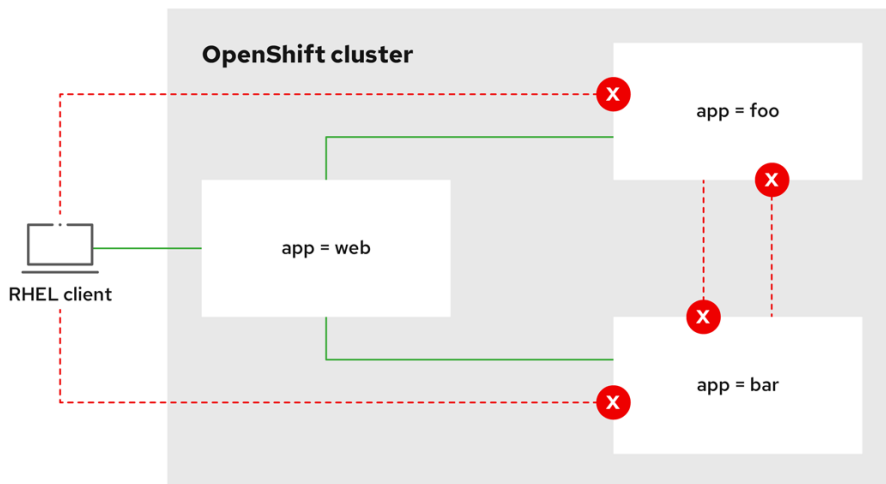 OpenShift cluster
X
app = foo
X
app = web
RHEL client
X
app = bar
X